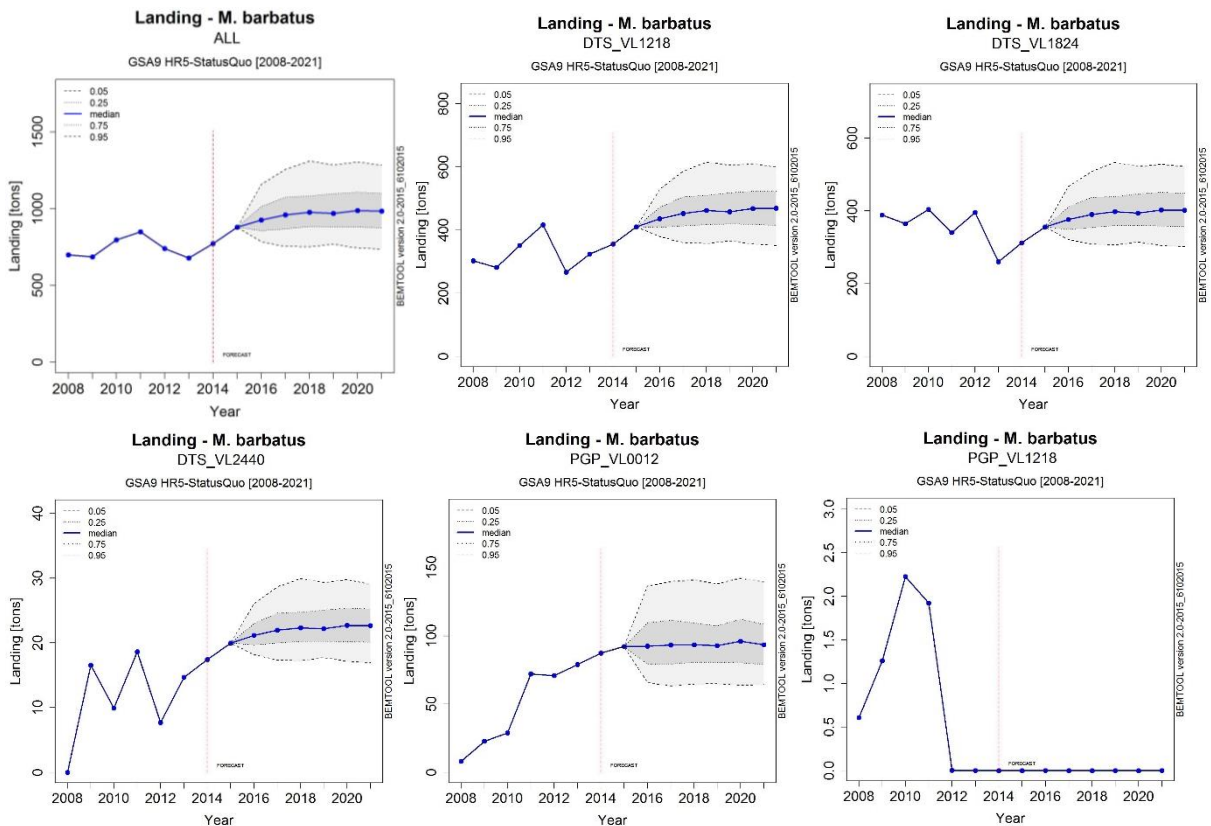 Landing - M. barbatus
ALL
GSA9 HR5-StatusQuo [2008-2021]
0.05
0.25
median
0.75
0.95
1500
1000
500
0
Landing [tons]
FORECAST
2008 2010 2012 2014 2016 2018 2020
Year
BEMTOOL version 2.0-2015_6102015
Landing - M. barbatus
DTS_VL1218
GSA9 HR5-StatusQuo [2008-2021]
0.05
0.25
median
0.75
0.95
800
600
400
200
0
Landing [tons]
FORECAST
2008 2010 2012 2014 2016 2018 2020
Year
BEMTOOL version 2.0-2015_6102015
Landing - M. barbatus
DTS_VL1824
GSA9 HR5-StatusQuo [2008-2021]
0.05
0.25
median
0.75
0.95
600
400
200
0
Landing [tons]
FORECAST
2008 2010 2012 2014 2016 2018 2020
Year
BEMTOOL version 2.0-2015_6102015
Landing - M. barbatus
DTS_VL2440
GSA9 HR5-StatusQuo [2008-2021]
0.05
0.25
median
0.75
0.95
40
30
20
10
0
Landing [tons]
FORECAST
2008 2010 2012 2014 2016 2018 2020
Year
BEMTOOL version 2.0-2015_6102015
Landing - M. barbatus
PGP_VL0012
GSA9 HR5-StatusQuo [2008-2021]
0.05
0.25
median
0.75
0.95
150
100
50
0
Landing [tons]
FORECAST
2008 2010 2012 2014 2016 2018 2020
Year
BEMTOOL version 2.0-2015_6102015
Landing - M. barbatus
PGP_VL1218
GSA9 HR5-StatusQuo [2008-2021]
0.05
0.25
median
0.75
0.95
3.0
2.5
2.0
1.5
1.0
0.5
0.0
Landing [tons]
FORECAST
2008 2010 2012 2014 2016 2018 2020
Year
BEMTOOL version 2.0-2015_6102015